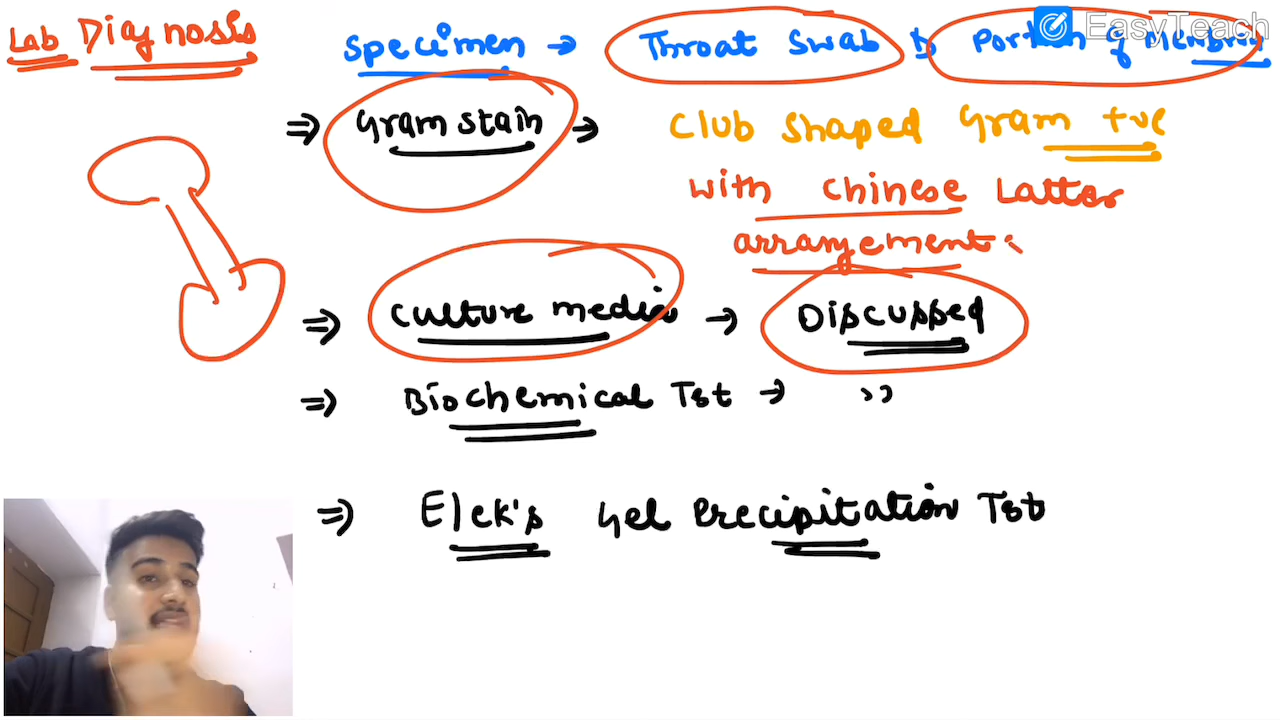 Lab Diagnosis
EasyTeach
Specimen → Throat Swab & Portion of Membrane
⇒ Gram stain → Club shaped Gram +ve
with chinese Latter
arrangement
⇒ Culture media → Discussed
⇒ Biochemical Tst → ,,
⇒ Elek's Gel Precipitation Tst